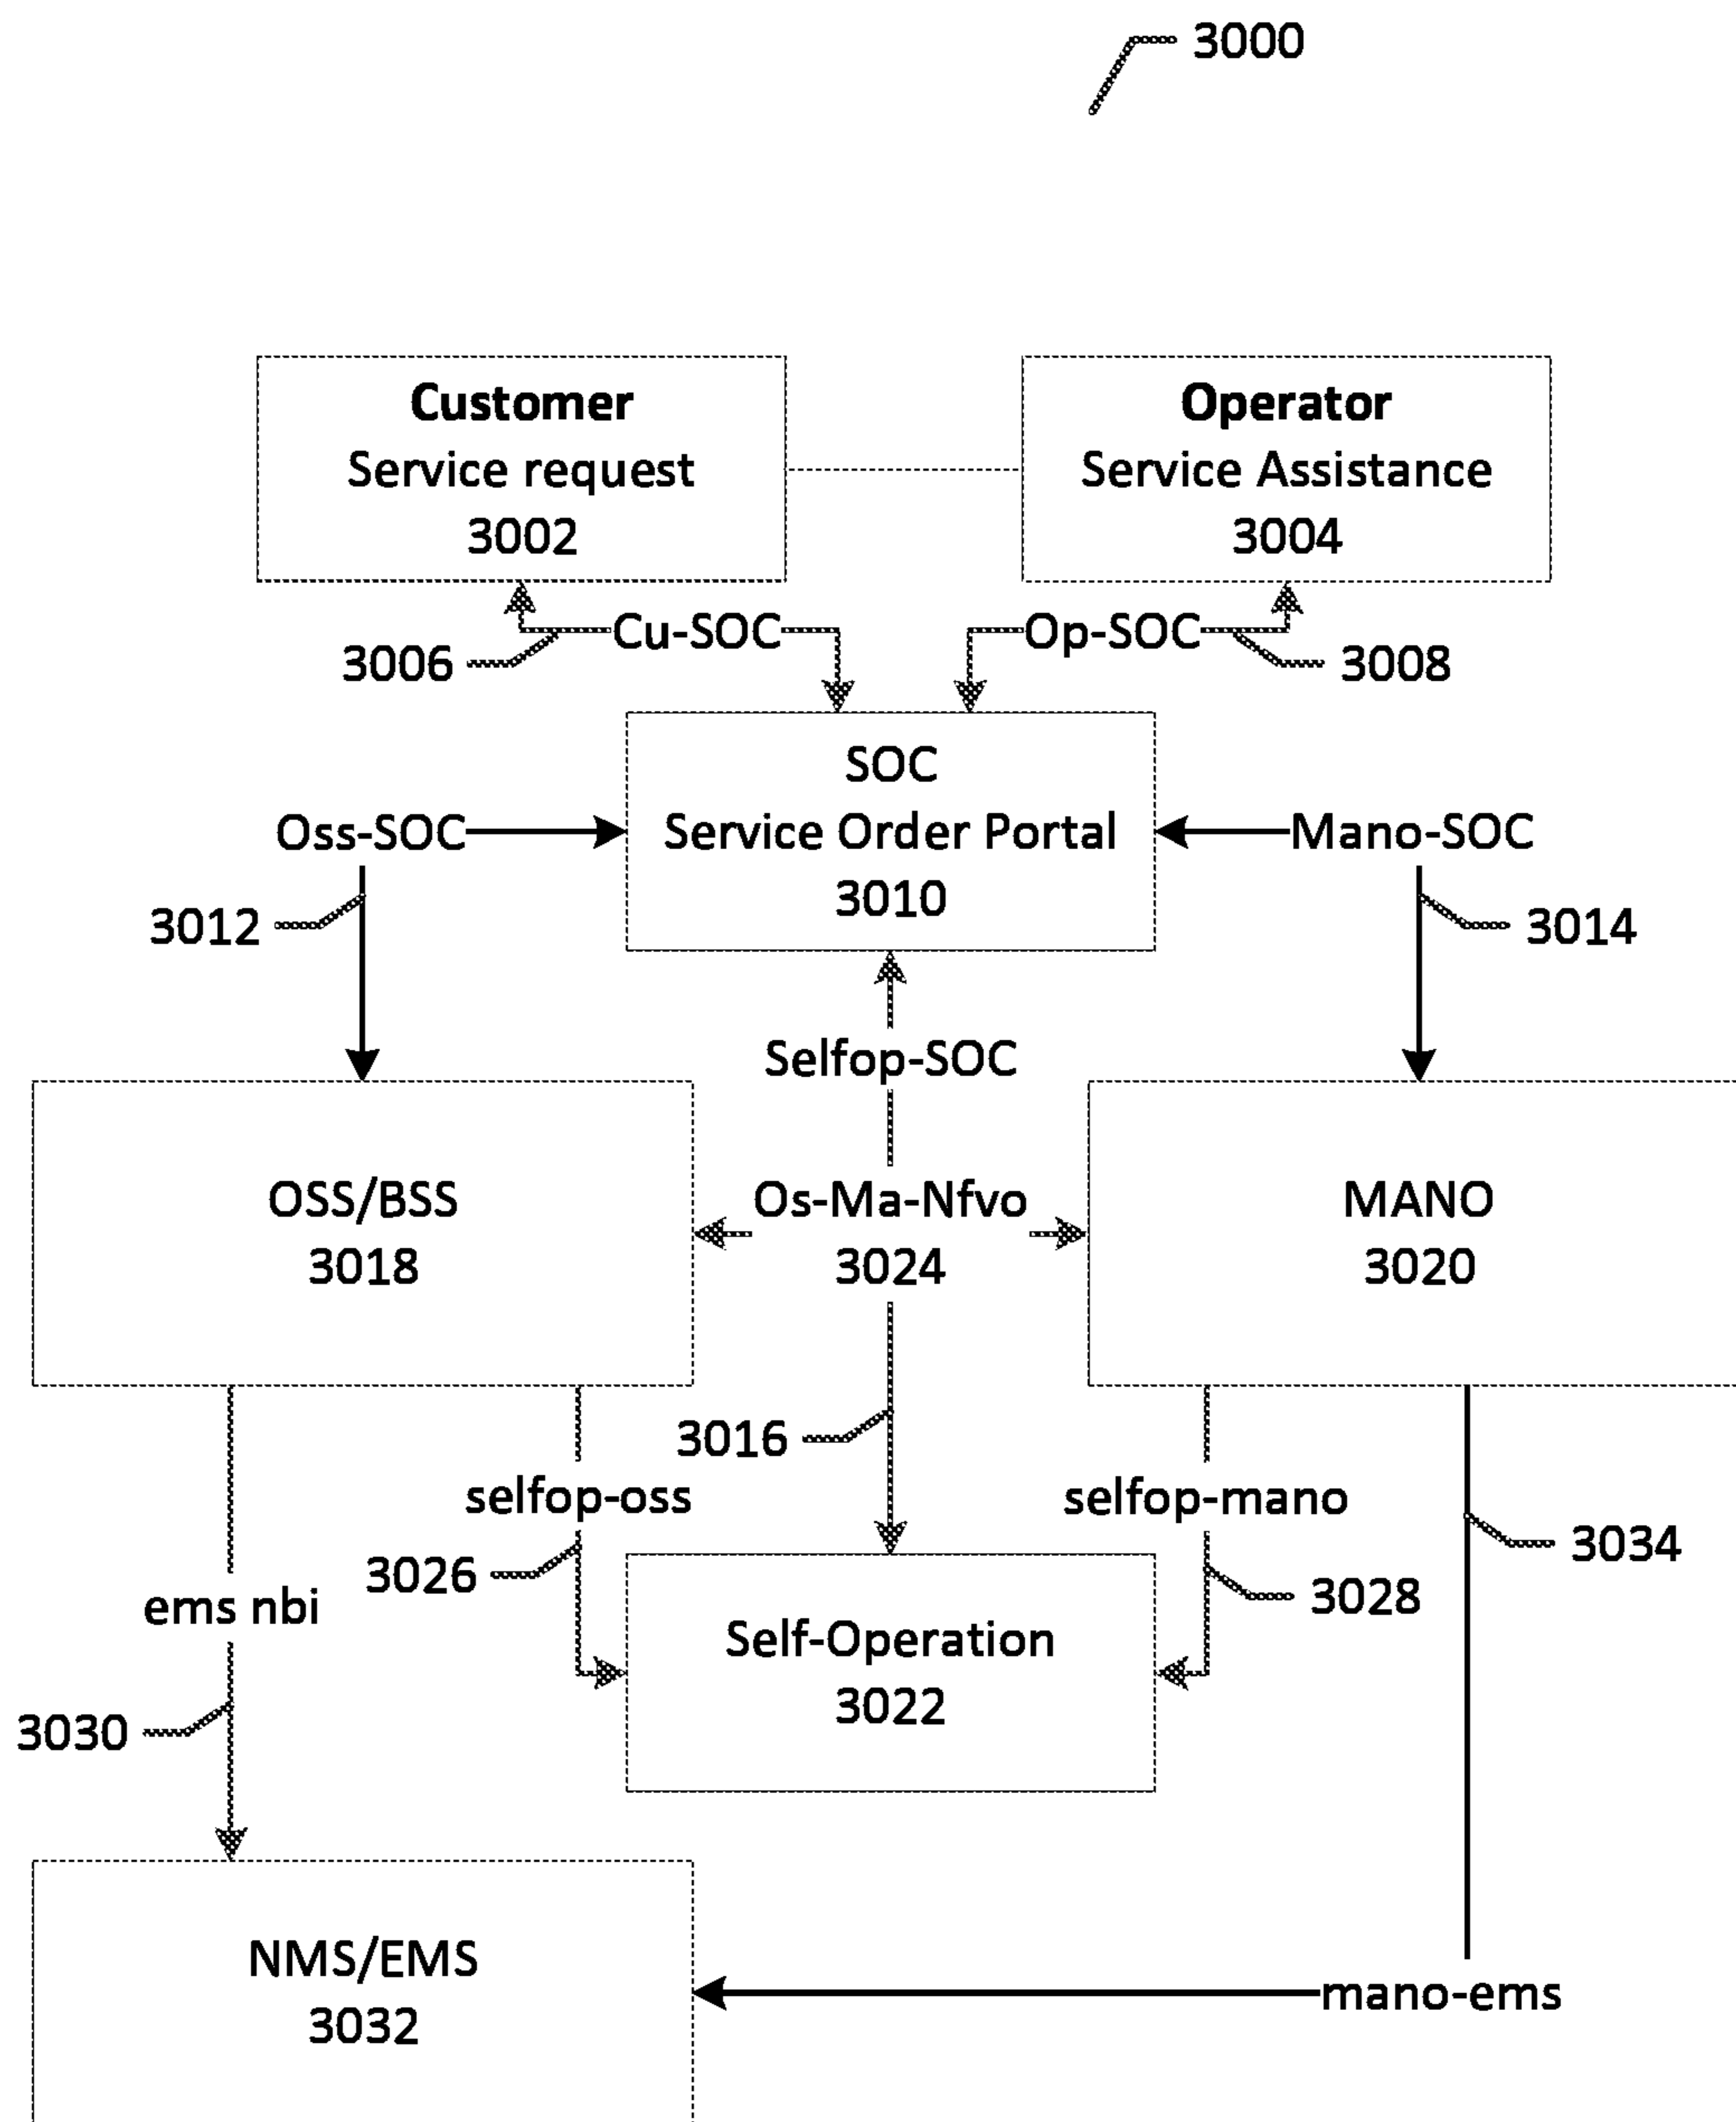 3000
Customer
Service request
3002
Operator
Service Assistance
3004
Cu-SOC
Op-SOC
3006
3008
SOC
Service Order Portal
3010
Oss-SOC
Mano-SOC
3012
3014
Selfop-SOC
OSS/BSS
3018
Os-Ma-Nfvo
3024
MANO
3020
3016
selfop-oss
selfop-mano
3026
3034
3028
ems nbi
Self-Operation
3022
3030
NMS/EMS
3032
mano-ems